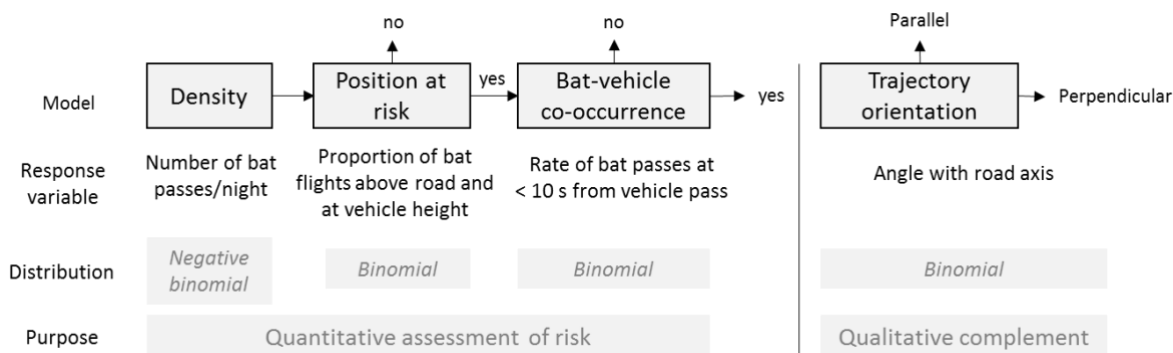 no
no
Parallel
Model
Density
Position at
risk
yes
Bat-vehicle
co-occurrence
yes
Trajectory
orientation
Perpendicular
Response
variable
Number of bat
passes/night
Proportion of bat
flights above road and
at vehicle height
Rate of bat passes at
< 10 s from vehicle pass
Angle with road axis
Distribution
Negative
binomial
Binomial
Binomial
Binomial
Purpose
Quantitative assessment of risk
Qualitative complement